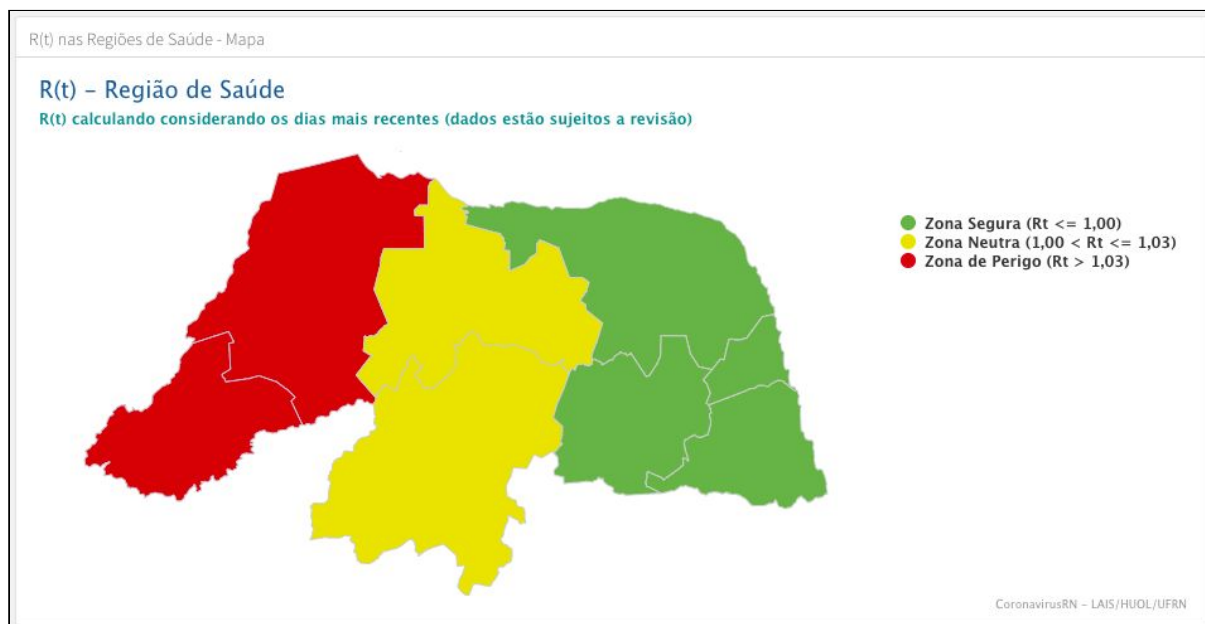 R(t) nas Regiões de Saúde - Mapa
R(t) – Região de Saúde
R(t) calculando considerando os dias mais recentes (dados estão sujeitos a revisão)
Zona Segura (Rt <= 1,00)
Zona Neutra (1,00 < Rt <= 1,03)
Zona de Perigo (Rt > 1,03)
CoronavirusRN – LAIS/HUOL/UFRN